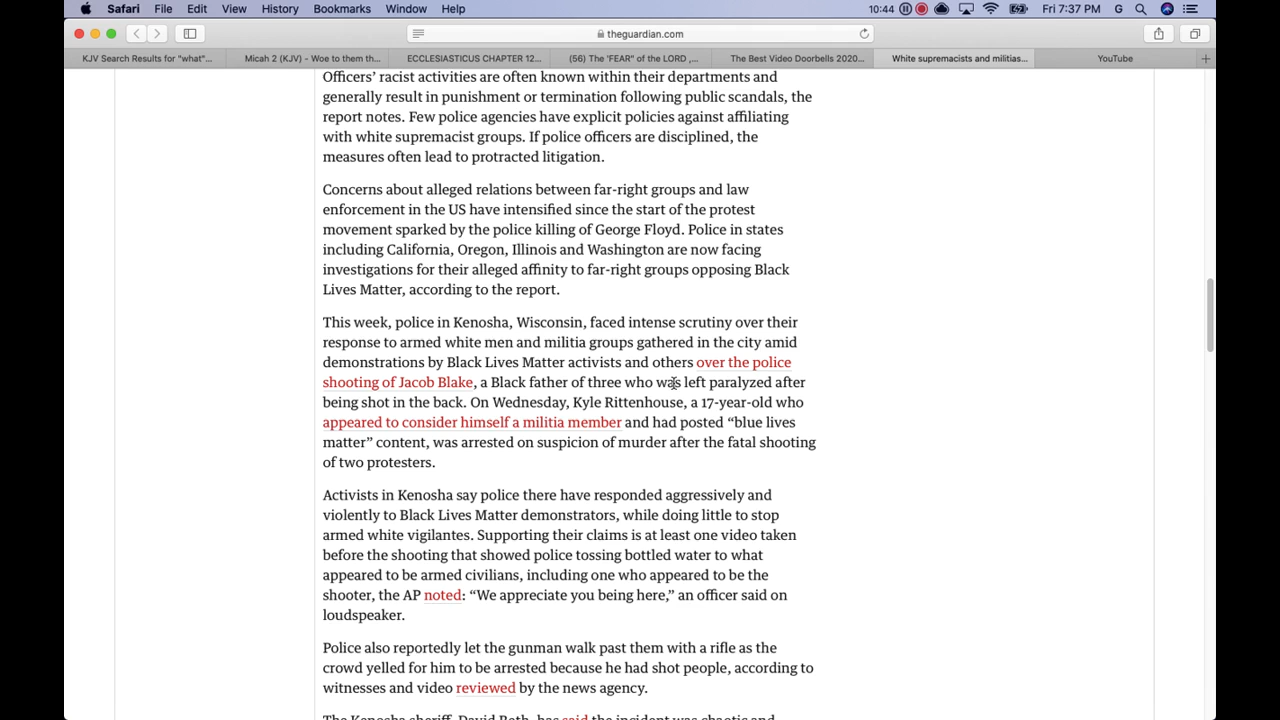 Safari File Edit View History Bookmarks Window Help 10:44 Fri 7:37 PM G
theguardian.com
KJV Search Results for "what"... Micah 2 (KJV) - Woe to them th... ECCLESIASTICUS CHAPTER 12... (56) The 'FEAR" of the LORD ,... The Best Video Doorbells 2020... White supremacists and militias... YouTube
Officers’ racist activities are often known within their departments and
generally result in punishment or termination following public scandals, the
report notes. Few police agencies have explicit policies against affiliating
with white supremacist groups. If police officers are disciplined, the
measures often lead to protracted litigation.
Concerns about alleged relations between far-right groups and law
enforcement in the US have intensified since the start of the protest
movement sparked by the police killing of George Floyd. Police in states
including California, Oregon, Illinois and Washington are now facing
investigations for their alleged affinity to far-right groups opposing Black
Lives Matter, according to the report.
This week, police in Kenosha, Wisconsin, faced intense scrutiny over their
response to armed white men and militia groups gathered in the city amid
demonstrations by Black Lives Matter activists and others over the police
shooting of Jacob Blake, a Black father of three who was left paralyzed after
being shot in the back. On Wednesday, Kyle Rittenhouse, a 17-year-old who
appeared to consider himself a militia member and had posted “blue lives
matter” content, was arrested on suspicion of murder after the fatal shooting
of two protesters.
Activists in Kenosha say police there have responded aggressively and
violently to Black Lives Matter demonstrators, while doing little to stop
armed white vigilantes. Supporting their claims is at least one video taken
before the shooting that showed police tossing bottled water to what
appeared to be armed civilians, including one who appeared to be the
shooter, the AP noted: “We appreciate you being here,” an officer said on
loudspeaker.
Police also reportedly let the gunman walk past them with a rifle as the
crowd yelled for him to be arrested because he had shot people, according to
witnesses and video reviewed by the news agency.
The Kenosha sheriff, David Beth, has said the incident was chaotic and